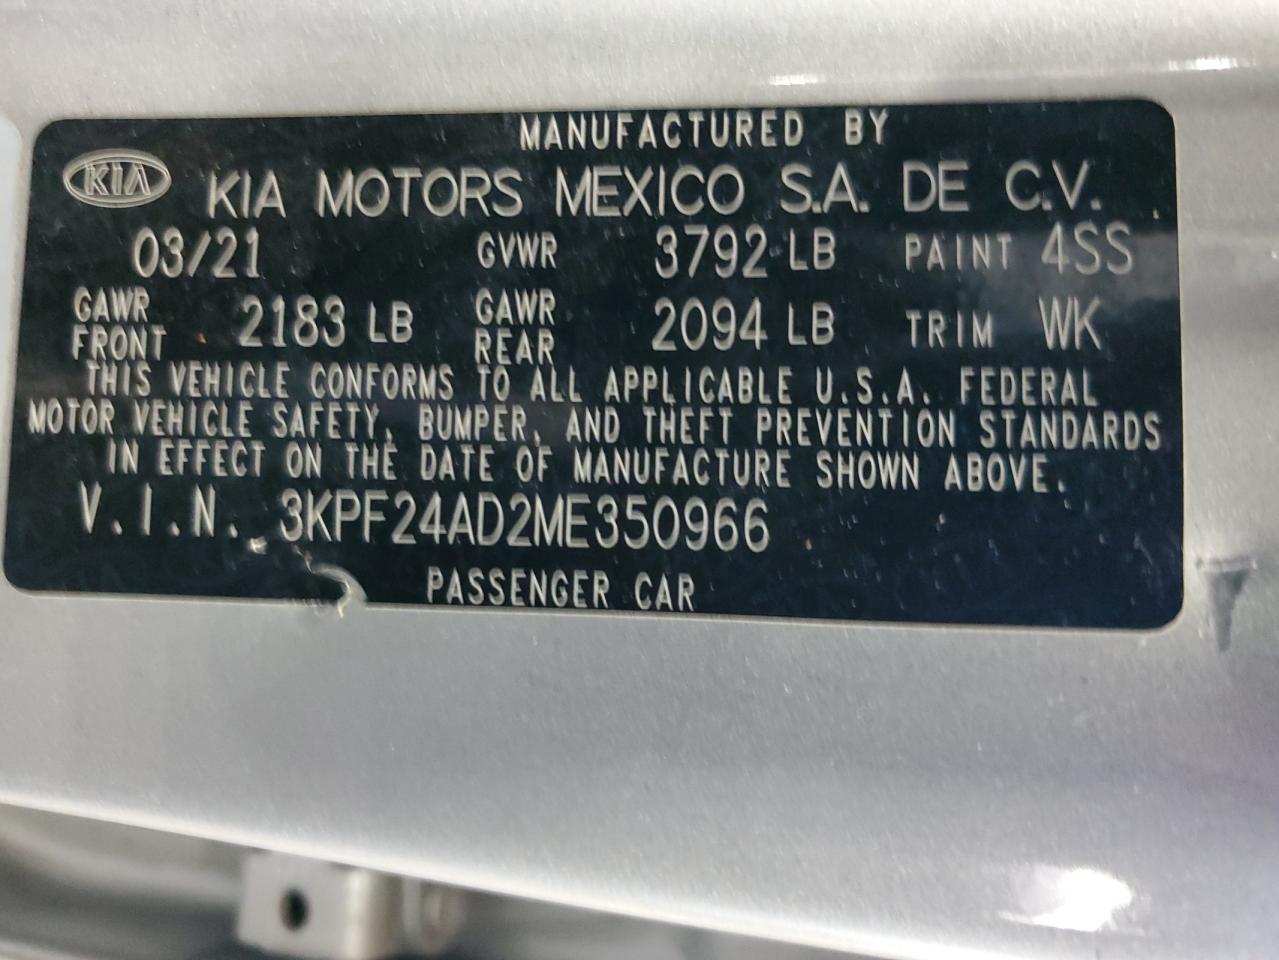 MANUFACTURED BY
KIA KIA MOTORS MEXICO S.A. DE C.V.
03/21 GVWR 3792 LB PAINT 4SS
GAWR FRONT 2183 LB GAWR REAR 2094 LB TRIM WK
THIS VEHICLE CONFORMS TO ALL APPLICABLE U.S.A. FEDERAL
MOTOR VEHICLE SAFETY, BUMPER, AND THEFT PREVENTION STANDARDS
IN EFFECT ON THE DATE OF MANUFACTURE SHOWN ABOVE.
V.I.N. 3KPF24AD2ME350966
PASSENGER CAR